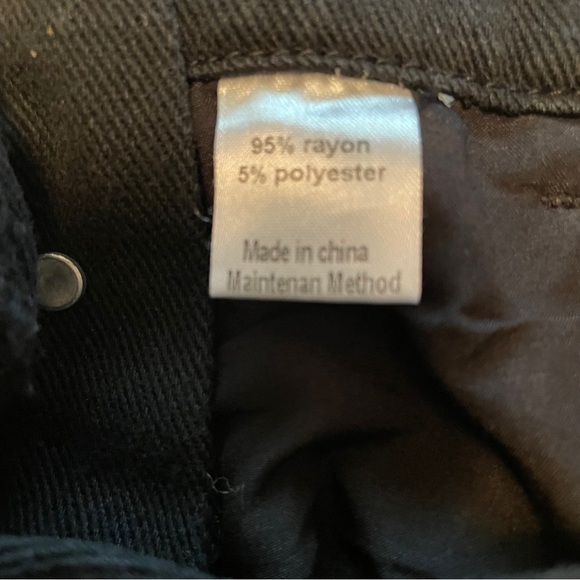 95% rayon
5% polyester
Made in china
Maintenan Method